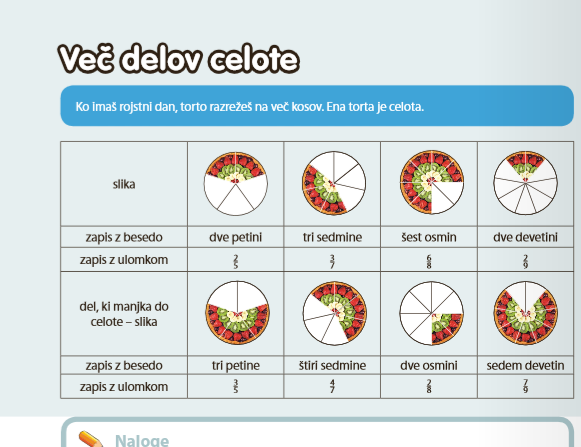 Več delov celote
Ko imaš rojstni dan, torto razrežeš na več kosov. Ena torta je celota.
slika
zapis z besedo dve petini tri sedmine šest osmin dve devetini
zapis z ulomkom 2/5 3/7 6/8 2/9
del, ki manjka do
celote – slika
zapis z besedo tri petine štiri sedmine dve osmini sedem devetin
zapis z ulomkom 3/5 4/7 2/8 7/9
Naloge